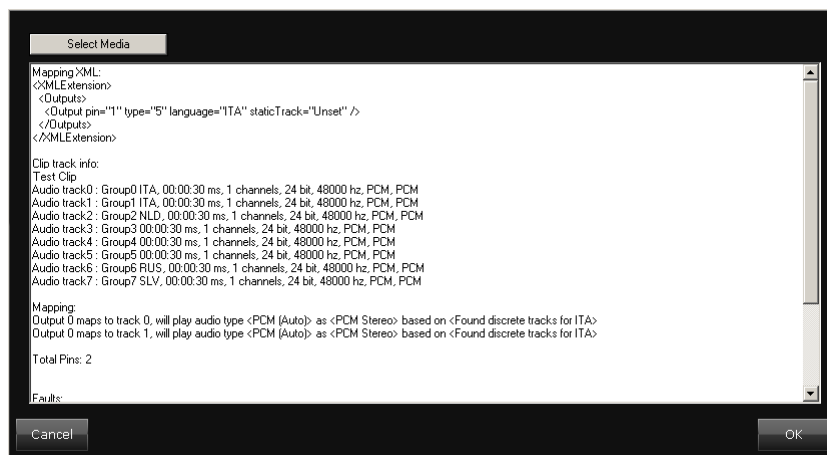 Select Media
Mapping XML:
<XMLExtension>
<Outputs>
<Output pin="1" type="5" language="ITA" staticTrack="Unset" />
</Outputs>
</XMLExtension>
Clip track info:
Test Clip
Audio track0 : Group0 ITA, 00:00:30 ms, 1 channels, 24 bit, 48000 hz, PCM, PCM
Audio track1 : Group1 ITA, 00:00:30 ms, 1 channels, 24 bit, 48000 hz, PCM, PCM
Audio track2 : Group2 NLD, 00:00:30 ms, 1 channels, 24 bit, 48000 hz, PCM, PCM
Audio track3 : Group3 00:00:30 ms, 1 channels, 24 bit, 48000 hz, PCM, PCM
Audio track4 : Group4 00:00:30 ms, 1 channels, 24 bit, 48000 hz, PCM, PCM
Audio track5 : Group5 00:00:30 ms, 1 channels, 24 bit, 48000 hz, PCM, PCM
Audio track6 : Group6 RUS, 00:00:30 ms, 1 channels, 24 bit, 48000 hz, PCM, PCM
Audio track7 : Group7 SLV, 00:00:30 ms, 1 channels, 24 bit, 48000 hz, PCM, PCM
Mapping:
Output 0 maps to track 0, will play audio type <PCM (Auto)> as <PCM Stereo> based on <Found discrete tracks for ITA>
Output 0 maps to track 1, will play audio type <PCM (Auto)> as <PCM Stereo> based on <Found discrete tracks for ITA>
Total Pins: 2
Faults:
Cancel
OK